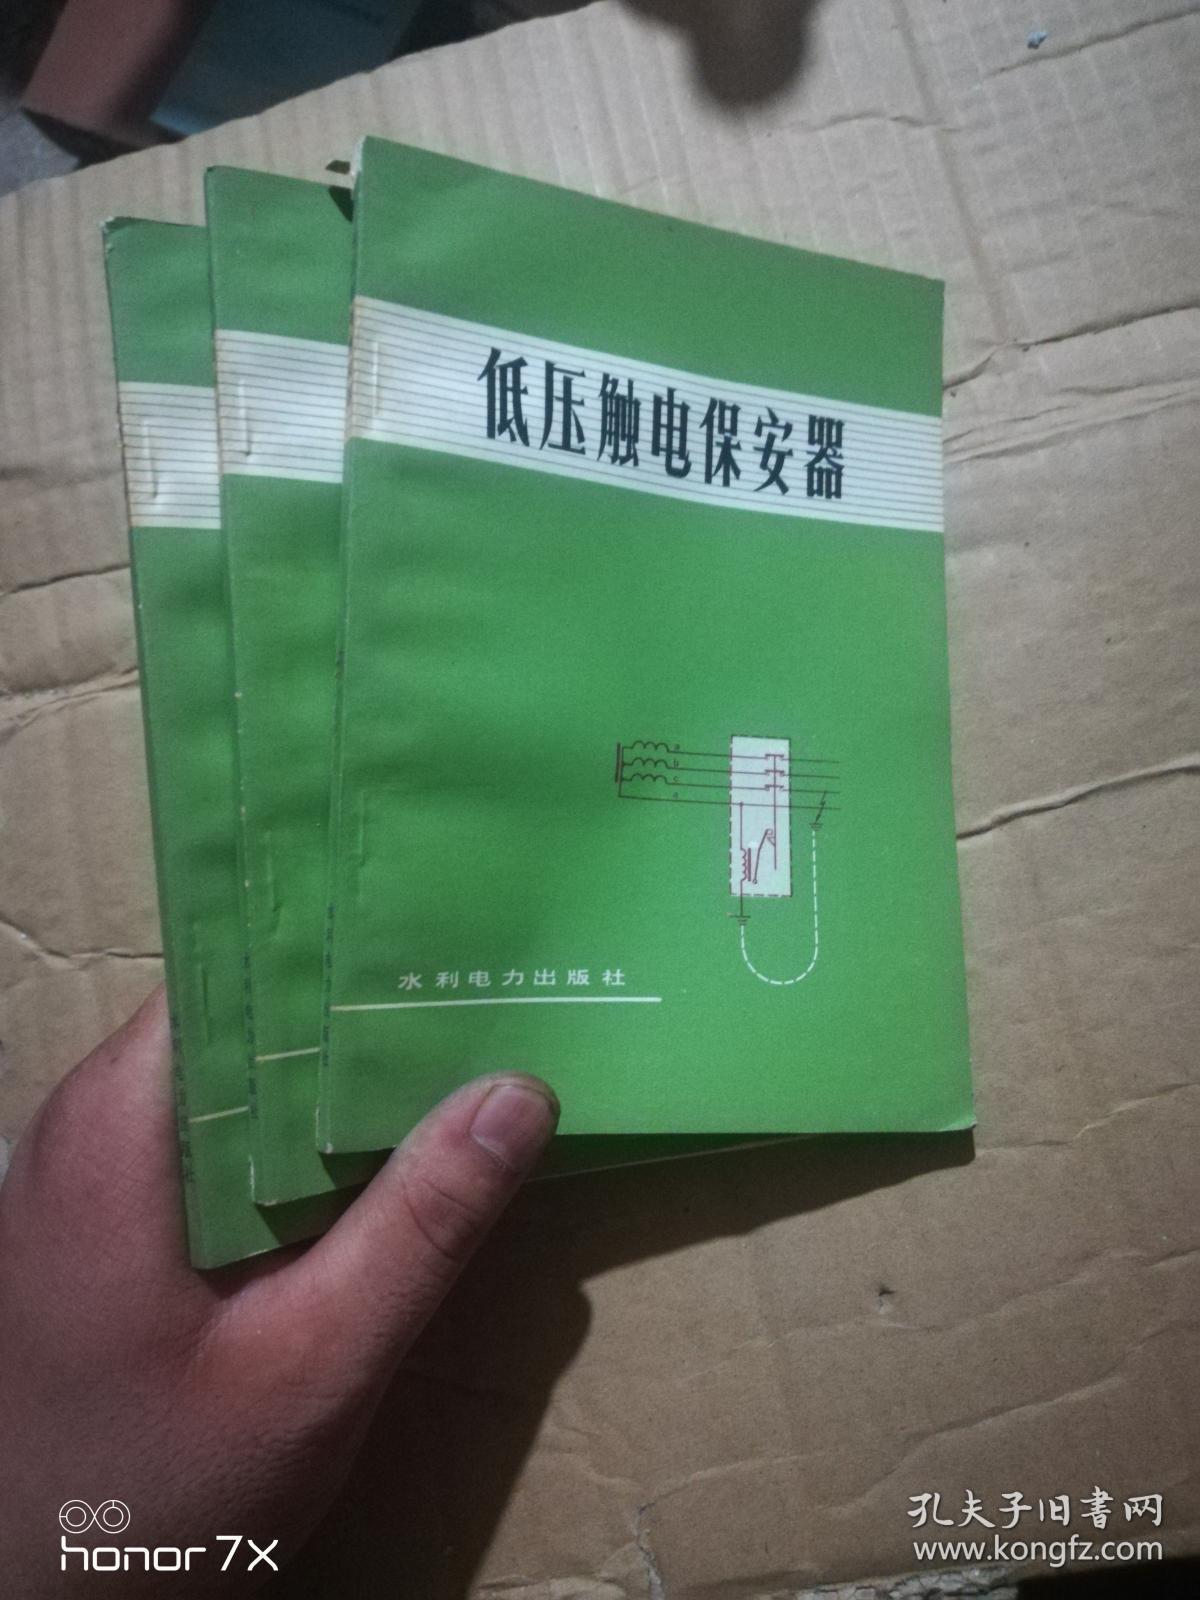 低压触电保安器
a
b
c
水利电力出版社
honor 7X
孔夫子旧書网
www.kongfz.com